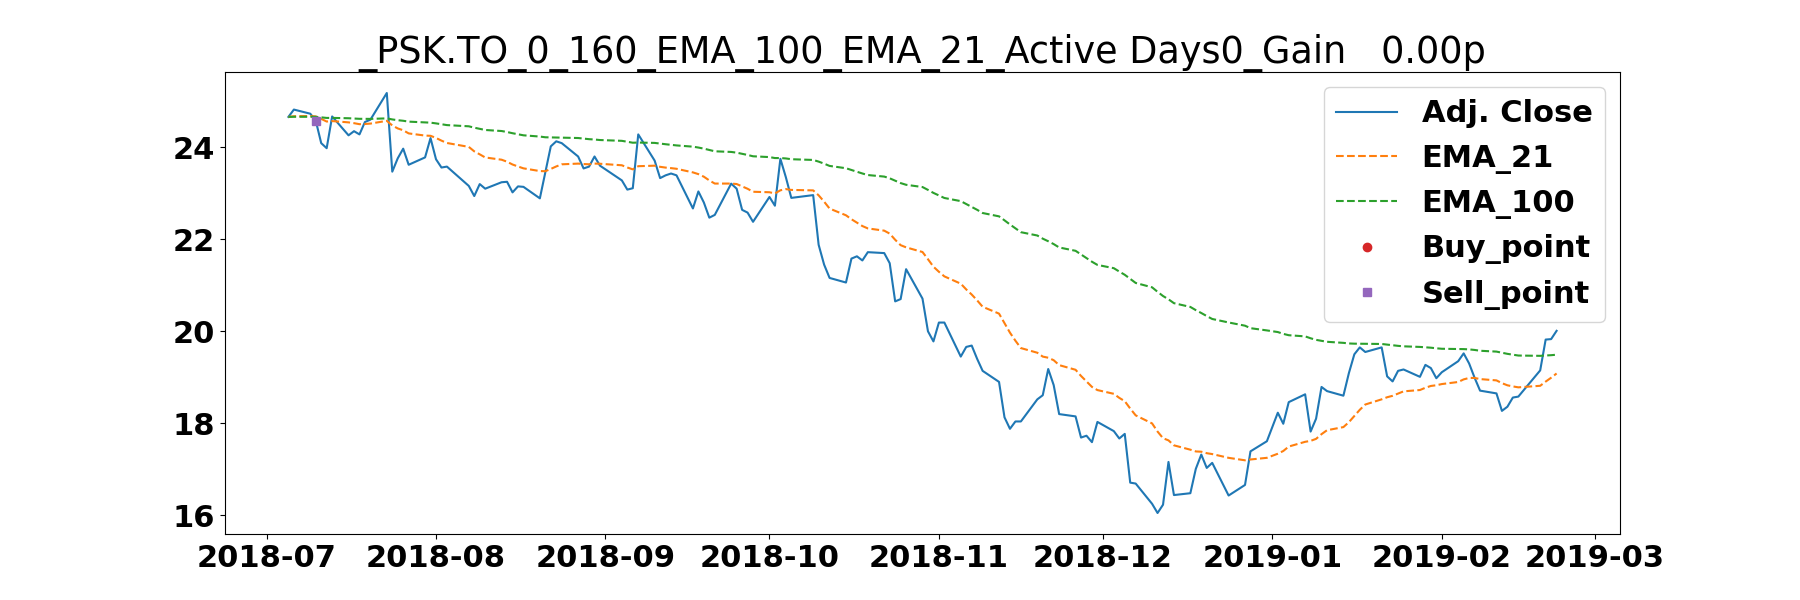 _PSK.TO_0_160_EMA_100_EMA_21_Active Days0_Gain   0.00p
Adj. Close
EMA_21
EMA_100
Buy_point
Sell_point
24
22
20
18
16
2018-07 2018-08 2018-09 2018-10 2018-11 2018-12 2019-01 2019-02 2019-03